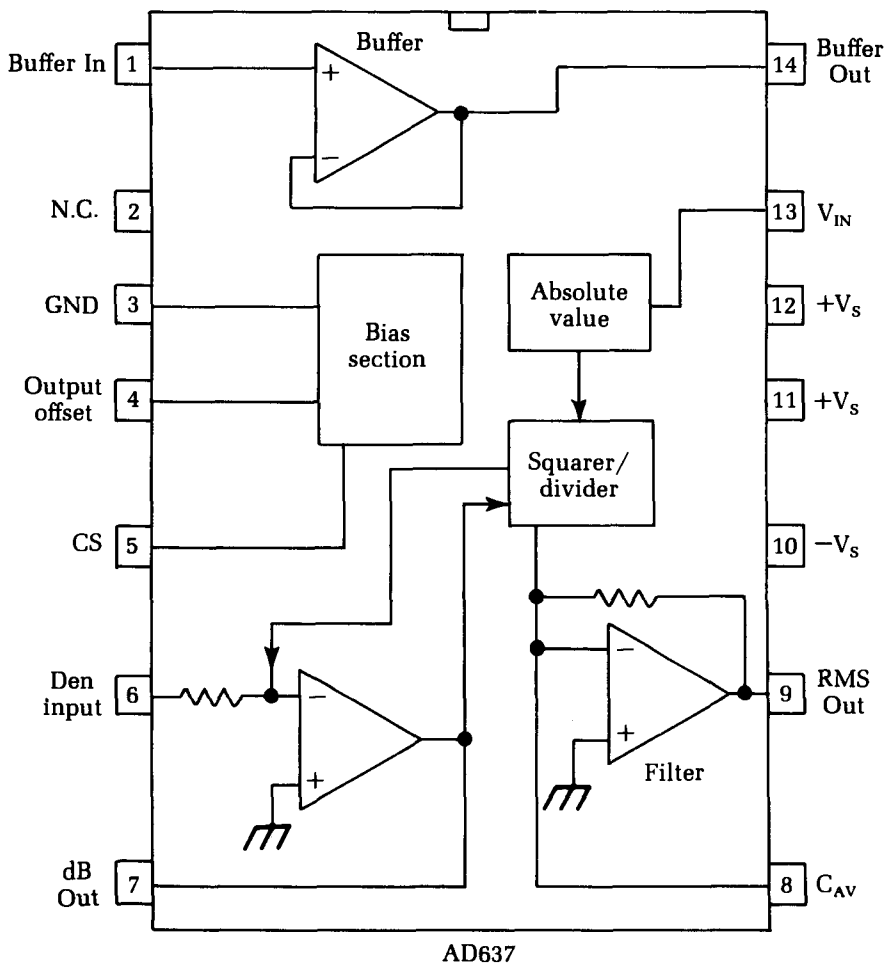 Buffer In 1
Buffer
+
−
14 Buffer
Out
N.C. 2
13 V_IN
GND 3
Bias
section
Absolute
value
12 +V_S
Output
offset 4
11 +V_S
Squarer/
divider
CS 5
10 −V_S
Den
input 6
−
+
−
+
Filter
9 RMS
Out
dB
Out 7
8 C_AV
AD637